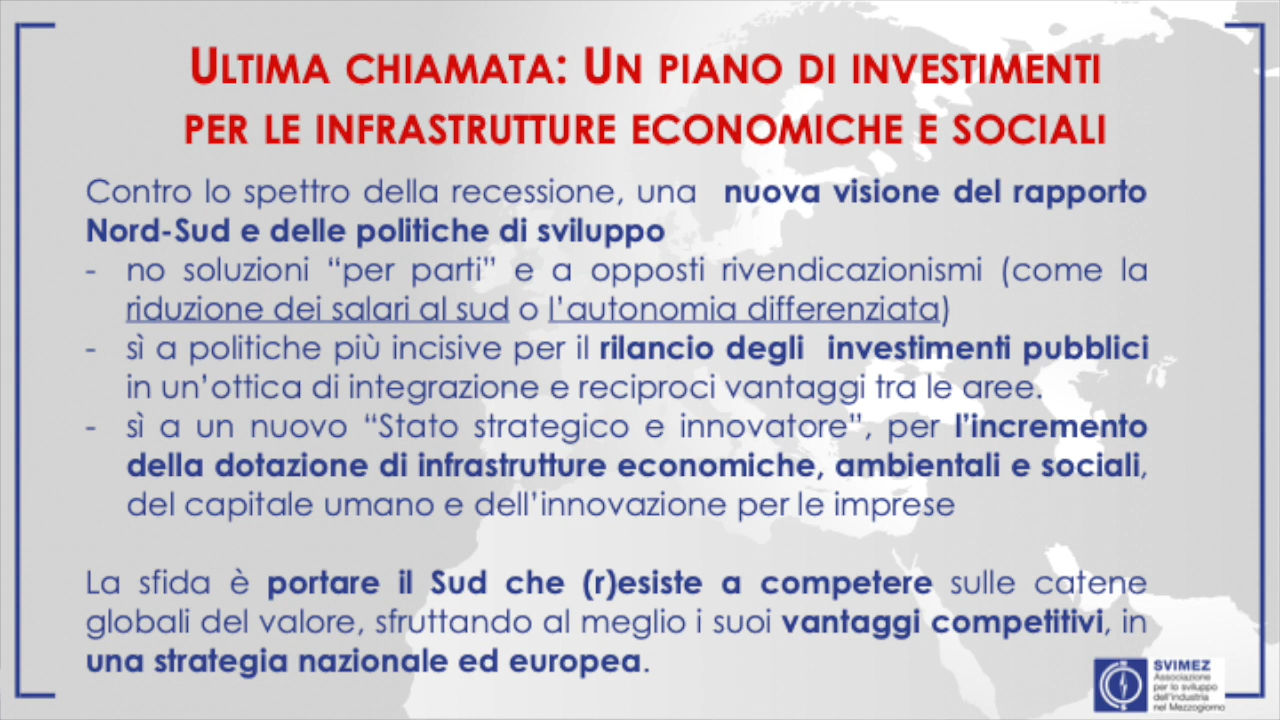 ULTIMA CHIAMATA: UN PIANO DI INVESTIMENTI
PER LE INFRASTRUTTURE ECONOMICHE E SOCIALI
Contro lo spettro della recessione, una nuova visione del rapporto
Nord-Sud e delle politiche di sviluppo
- no soluzioni “per parti” e a opposti rivendicazionismi (come la
riduzione dei salari al sud o l’autonomia differenziata)
- sì a politiche più incisive per il rilancio degli investimenti pubblici
in un’ottica di integrazione e reciproci vantaggi tra le aree.
- sì a un nuovo “Stato strategico e innovatore”, per l’incremento
della dotazione di infrastrutture economiche, ambientali e sociali,
del capitale umano e dell’innovazione per le imprese
La sfida è portare il Sud che (r)esiste a competere sulle catene
globali del valore, sfruttando al meglio i suoi vantaggi competitivi, in
una strategia nazionale ed europea.
SVIMEZ
Associazione
per lo sviluppo
dell’industria
nel Mezzogiorno